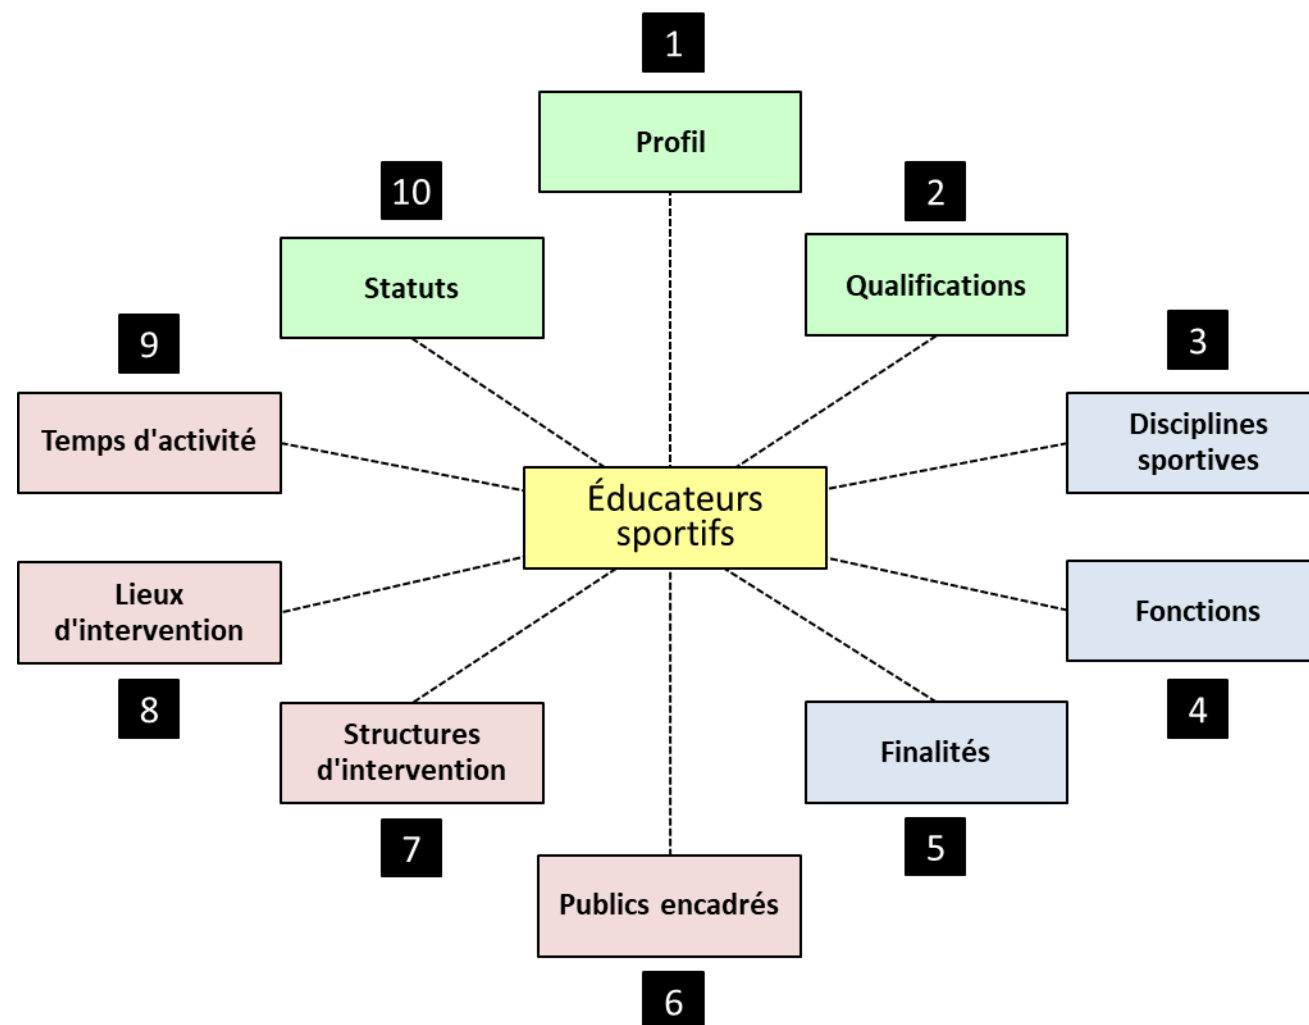 1
Profil
10
2
Statuts
Qualifications
9
3
Temps d'activité
Disciplines
sportives
Éducateurs
sportifs
Lieux
d'intervention
Fonctions
8
4
Structures
d'intervention
Finalités
7
5
Publics encadrés
6